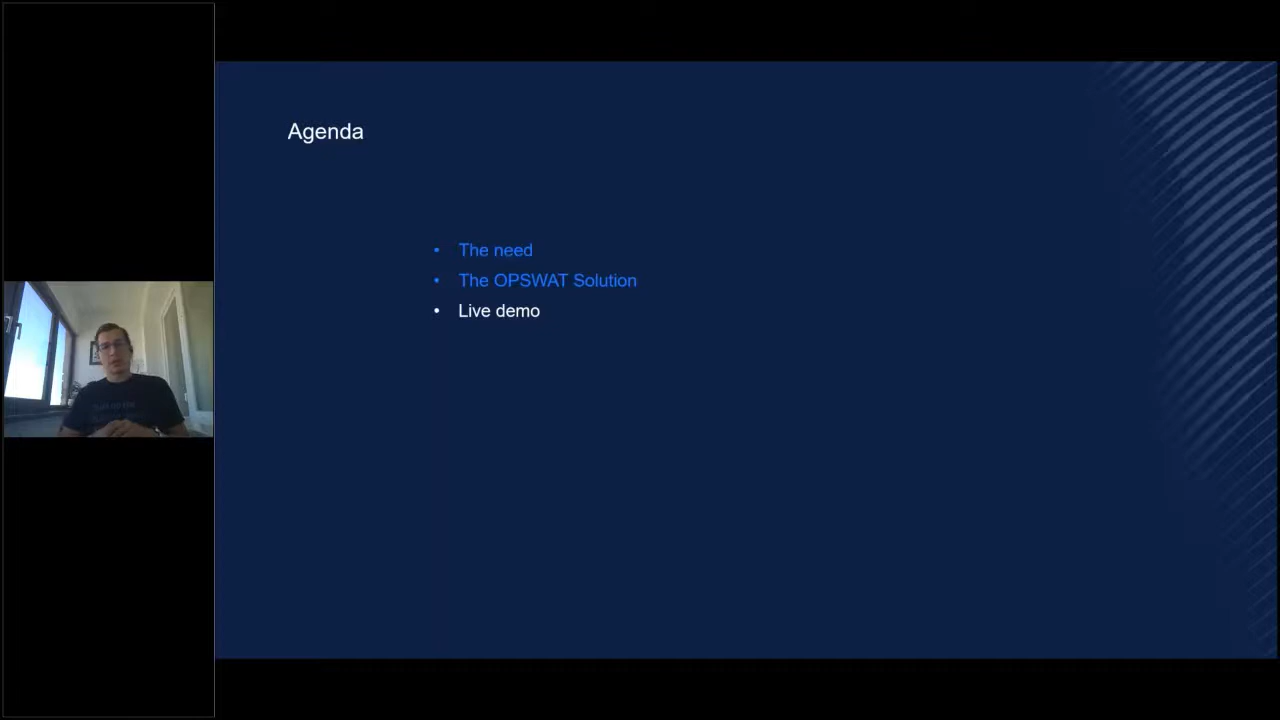 Agenda
• The need
• The OPSWAT Solution
• Live demo